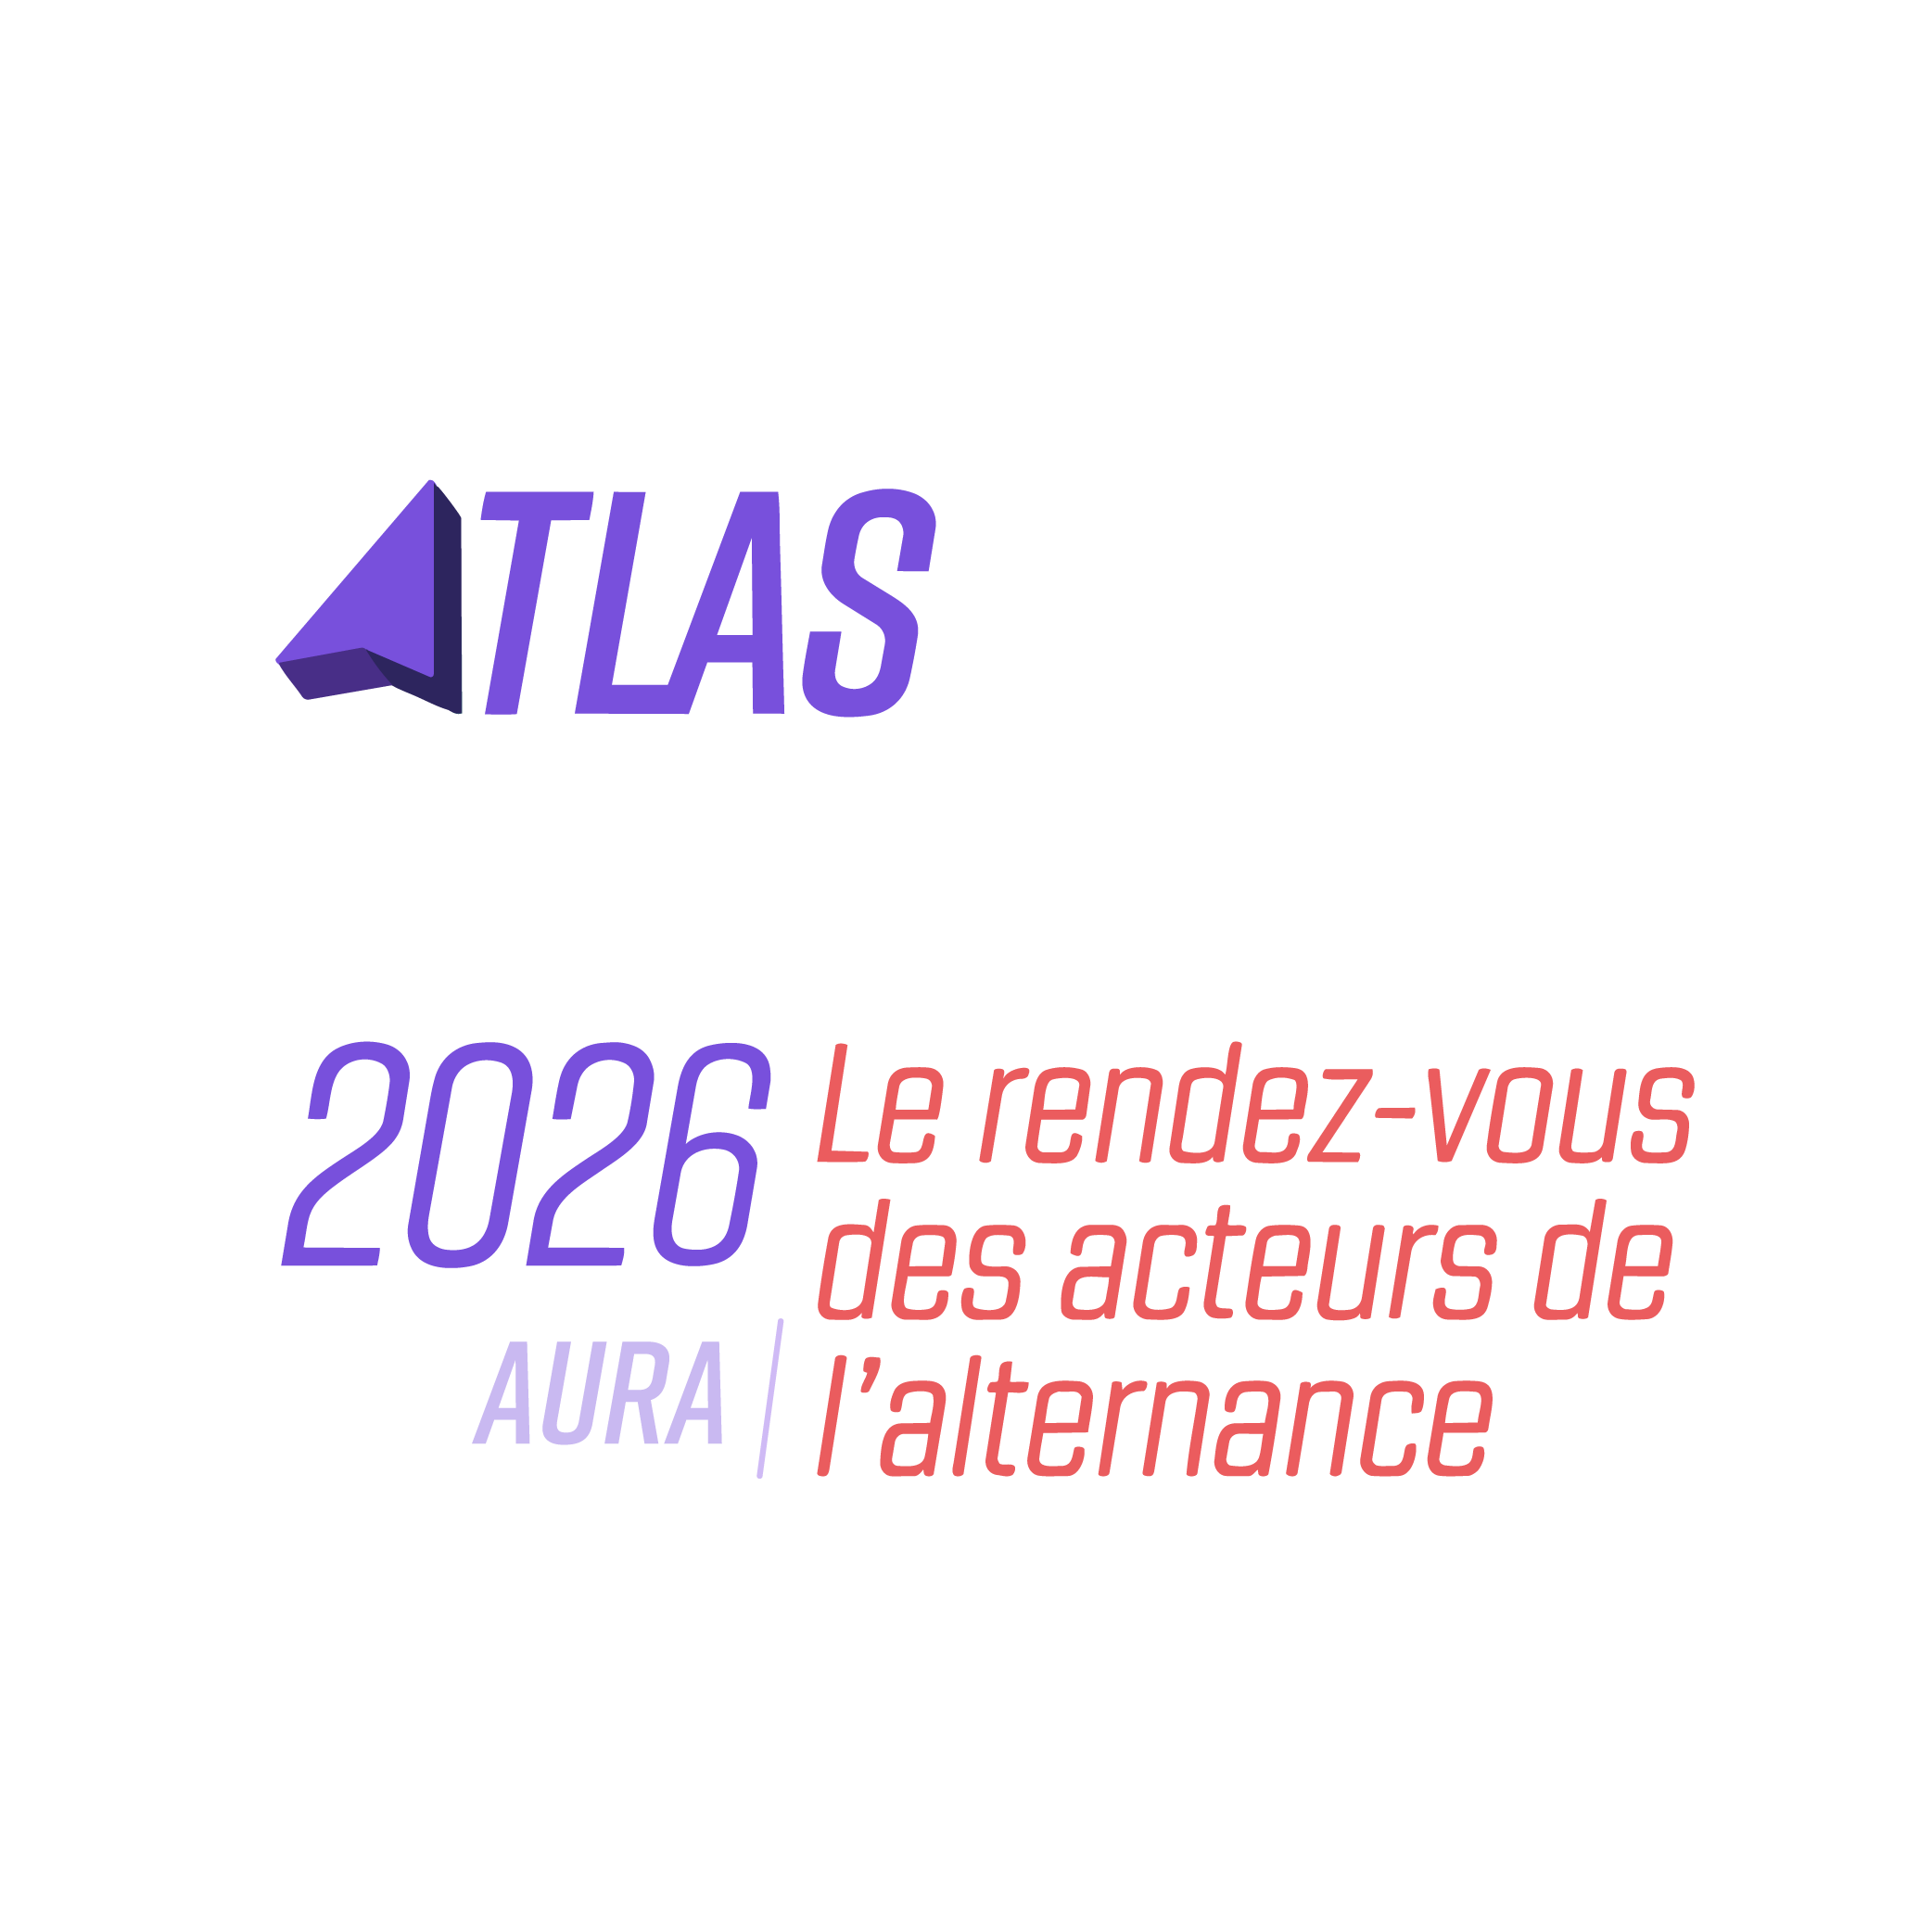 ATLAS
2026
AURA
Le rendez-vous
des acteurs de
l’alternance